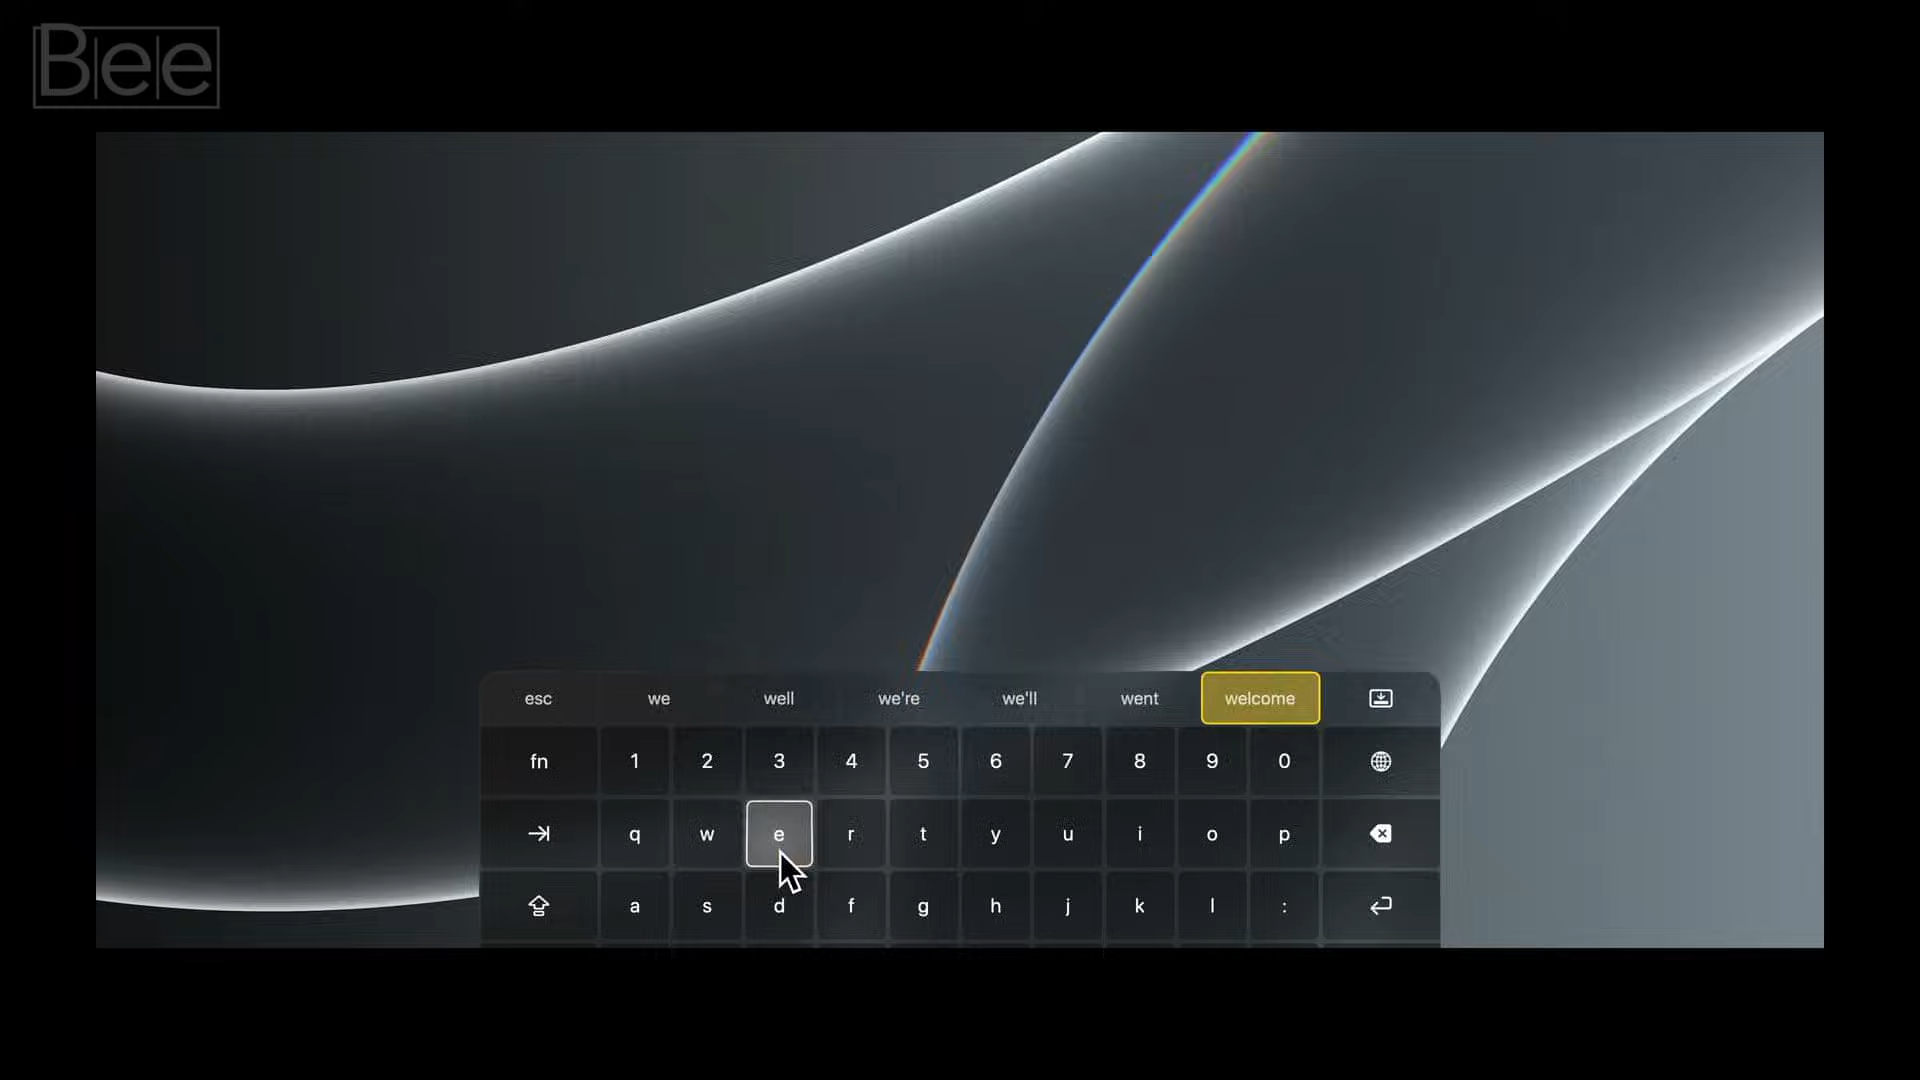 Bee
esc we well we're we'll went welcome
fn 1 2 3 4 5 6 7 8 9 0
q w e r t y u i o p
a s d f g h j k l :